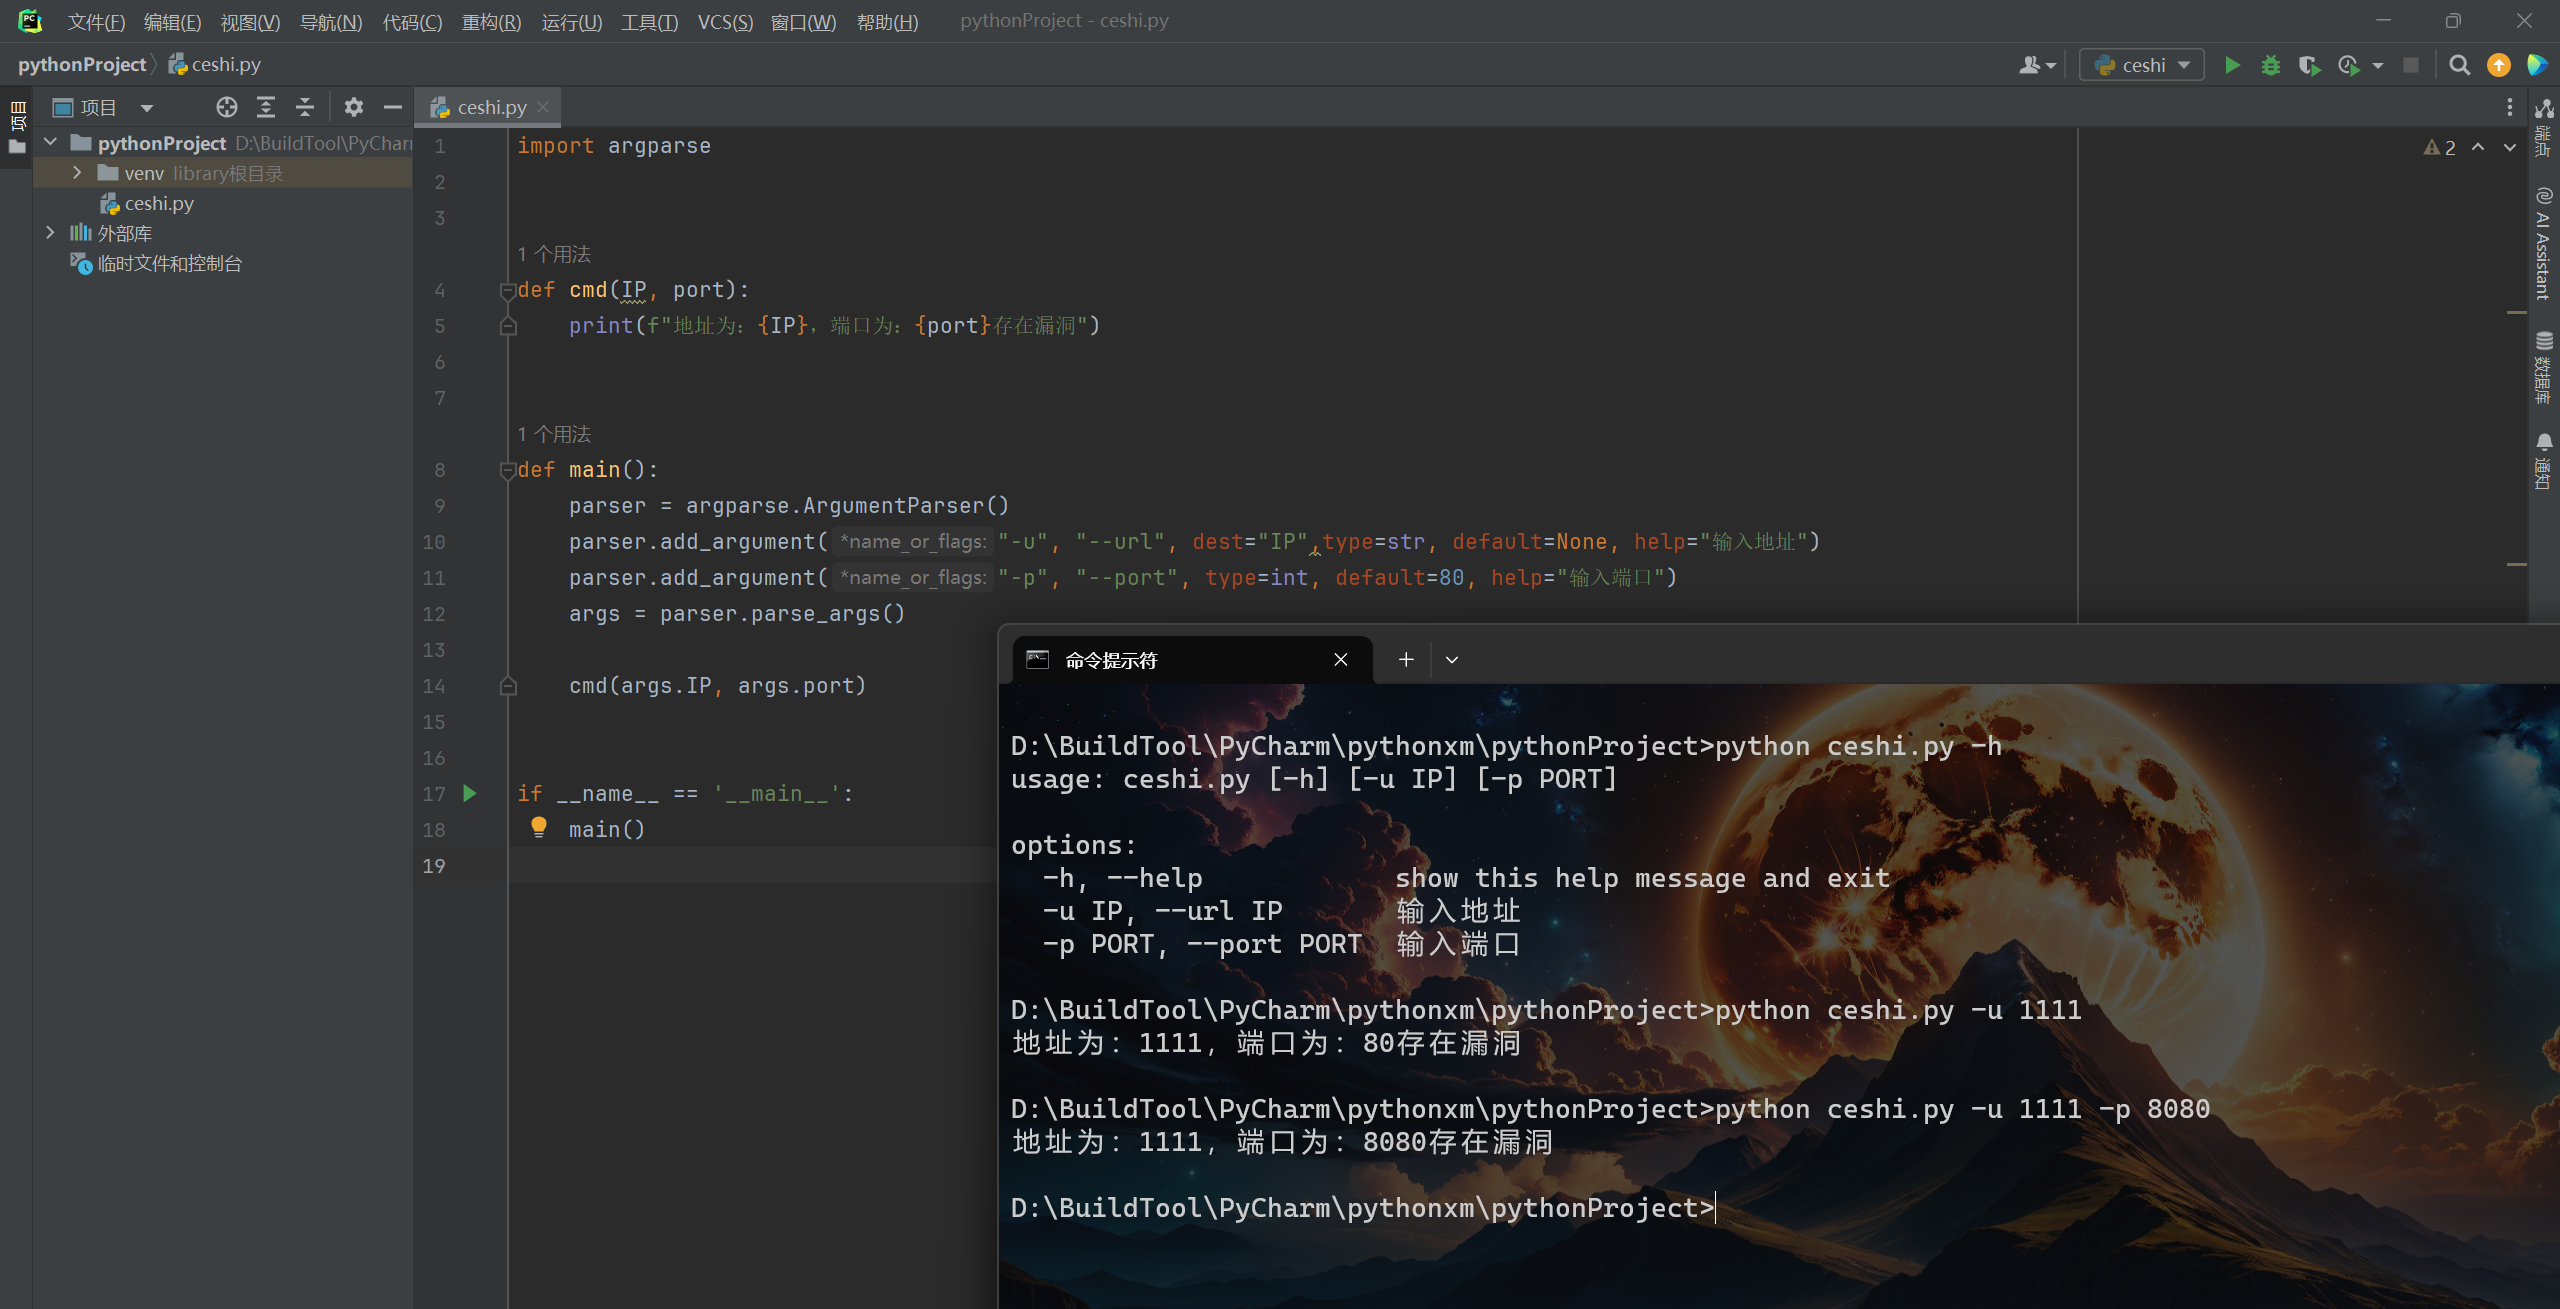 文件(F) 编辑(E) 视图(V) 导航(N) 代码(C) 重构(R) 运行(U) 工具(T) VCS(S) 窗口(W) 帮助(H) pythonProject - ceshi.py
pythonProject ceshi.py
ceshi
项目
项目
ceshi.py
pythonProject D:\BuildTool\PyChar
venv library根目录
ceshi.py
外部库
临时文件和控制台
2
1 import argparse
2
3
1 个用法
4 def cmd(IP, port):
5 print(f"地址为：{IP}，端口为：{port}存在漏洞")
6
7
1 个用法
8 def main():
9 parser = argparse.ArgumentParser()
10 parser.add_argument( *name_or_flags: "-u", "--url", dest="IP",type=str, default=None, help="输入地址")
11 parser.add_argument( *name_or_flags: "-p", "--port", type=int, default=80, help="输入端口")
12 args = parser.parse_args()
13
14 cmd(args.IP, args.port)
15
16
17 if __name__ == '__main__':
18 main()
19
端点
AI Assistant
数据库
通知
命令提示符
D:\BuildTool\PyCharm\pythonxm\pythonProject>python ceshi.py -h
usage: ceshi.py [-h] [-u IP] [-p PORT]
options:
-h, --help show this help message and exit
-u IP, --url IP 输入地址
-p PORT, --port PORT 输入端口
D:\BuildTool\PyCharm\pythonxm\pythonProject>python ceshi.py -u 1111
地址为：1111，端口为：80存在漏洞
D:\BuildTool\PyCharm\pythonxm\pythonProject>python ceshi.py -u 1111 -p 8080
地址为：1111，端口为：8080存在漏洞
D:\BuildTool\PyCharm\pythonxm\pythonProject>